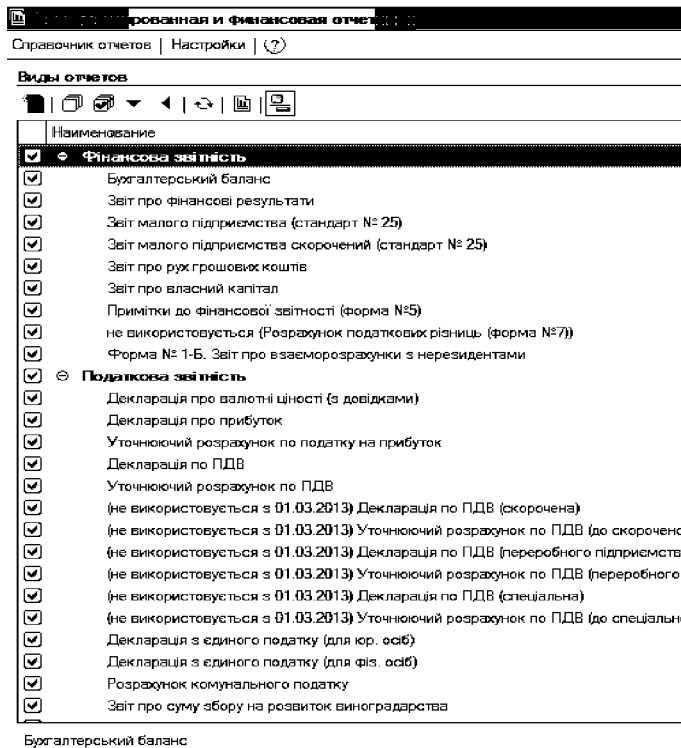 рованная и финансовая отчет
Справочник отчетов | Настройки | (?)
Виды отчетов
Наименование
Фінансова звітність
Бухгалтерський баланс
Звіт про фінансові результати
Звіт малого підприємства (стандарт № 25)
Звіт малого підприємства скорочений (стандарт № 25)
Звіт про рух грошових коштів
Звіт про власний капітал
Примітки до фінансової звітності (форма №5)
не використовується (Розрахунок податкових різниць (форма №7))
Форма № 1-Б. Звіт про взаєморозрахунки з нерезидентами
Податкова звітність
Декларація про валютні ціності (з довідками)
Декларація про прибуток
Уточнюючий розрахунок по податку на прибуток
Декларація по ПДВ
Уточнюючий розрахунок по ПДВ
(не використовується з 01.03.2013) Декларація по ПДВ (скорочена)
(не використовується з 01.03.2013) Уточнюючий розрахунок по ПДВ (до скорочено
(не використовується з 01.03.2013) Декларація по ПДВ (переробного підприємств
(не використовується з 01.03.2013) Уточнюючий розрахунок по ПДВ (переробного
(не використовується з 01.03.2013) Декларація по ПДВ (спеціальна)
(не використовується з 01.03.2013) Уточнюючий розрахунок по ПДВ (до спеціальн
Декларація з єдиного податку (для юр. осіб)
Декларація з єдиного податку (для фіз. осіб)
Розрахунок комунального податку
Звіт про суму збору на розвиток виноградарства
Бухгалтерський баланс